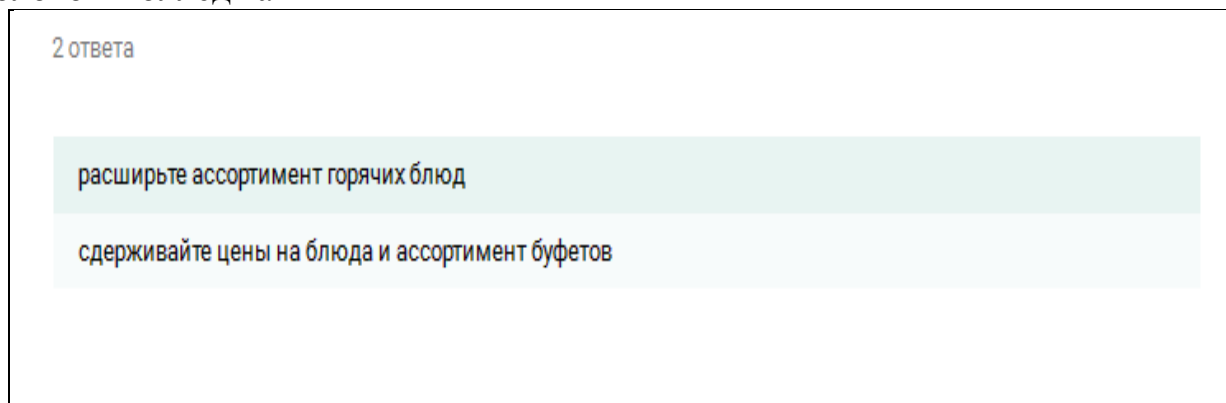 2 ответа
расширьте ассортимент горячих блюд
сдерживайте цены на блюда и ассортимент буфетов